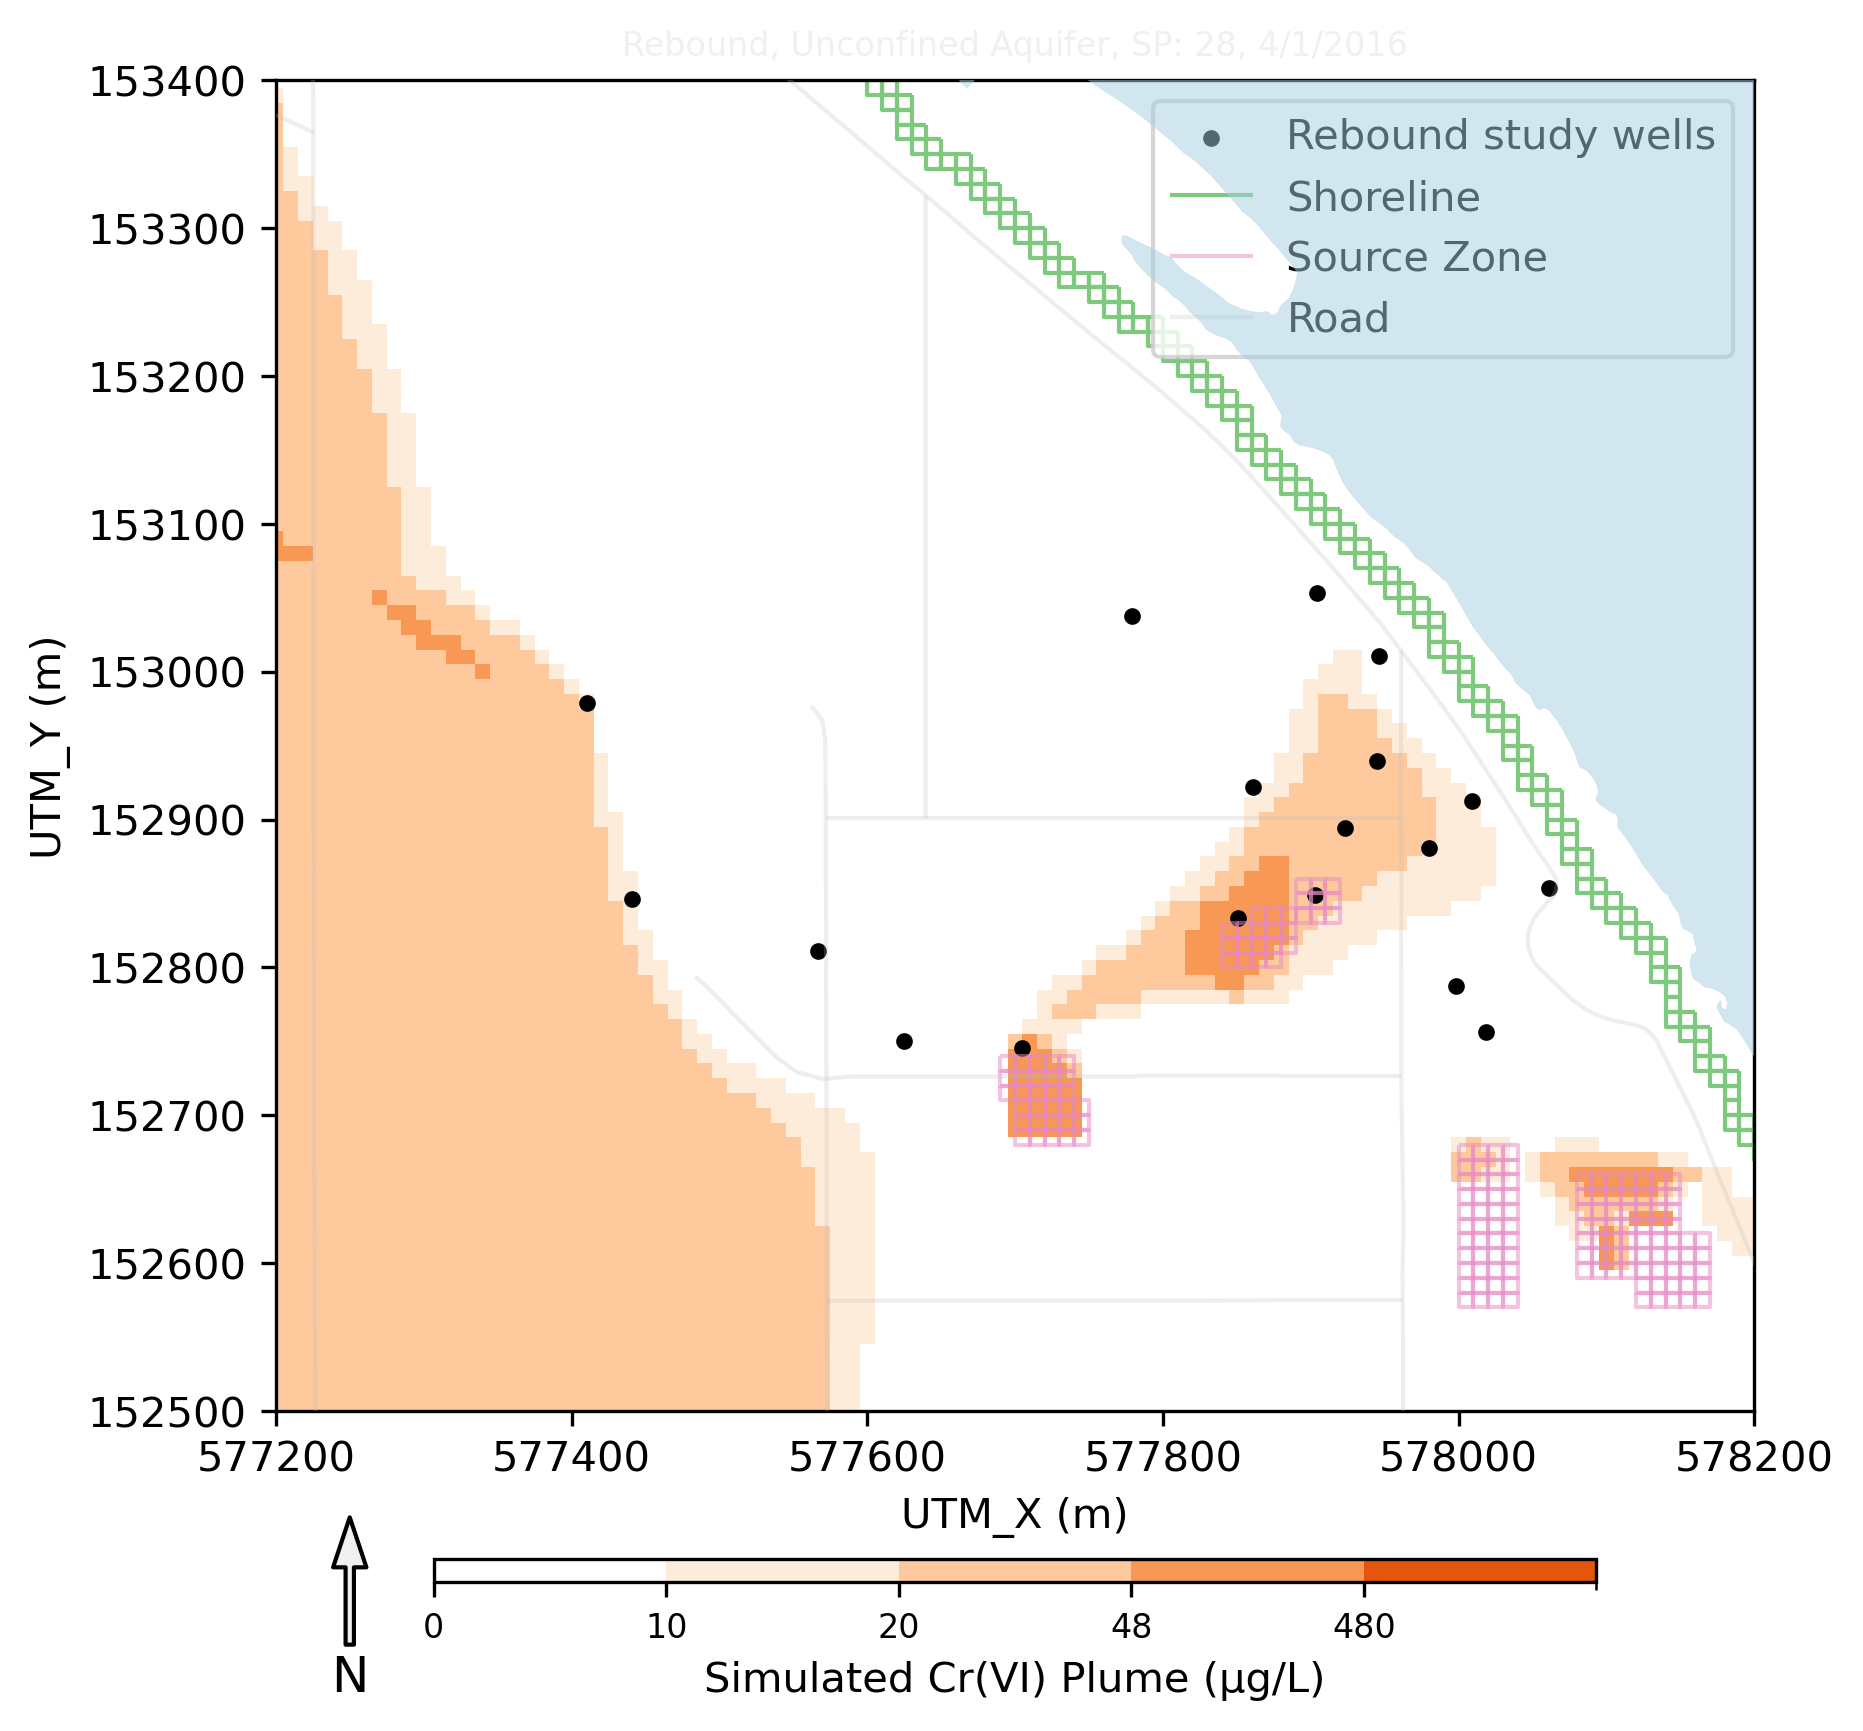 Rebound, Unconfined Aquifer, SP: 28, 4/1/2016
Rebound study wells
Shoreline
Source Zone
Road
153400
153300
153200
153100
153000
152900
152800
152700
152600
152500
UTM_Y (m)
577200 577400 577600 577800 578000 578200
UTM_X (m)
N
0 10 20 48 480
Simulated Cr(VI) Plume (µg/L)